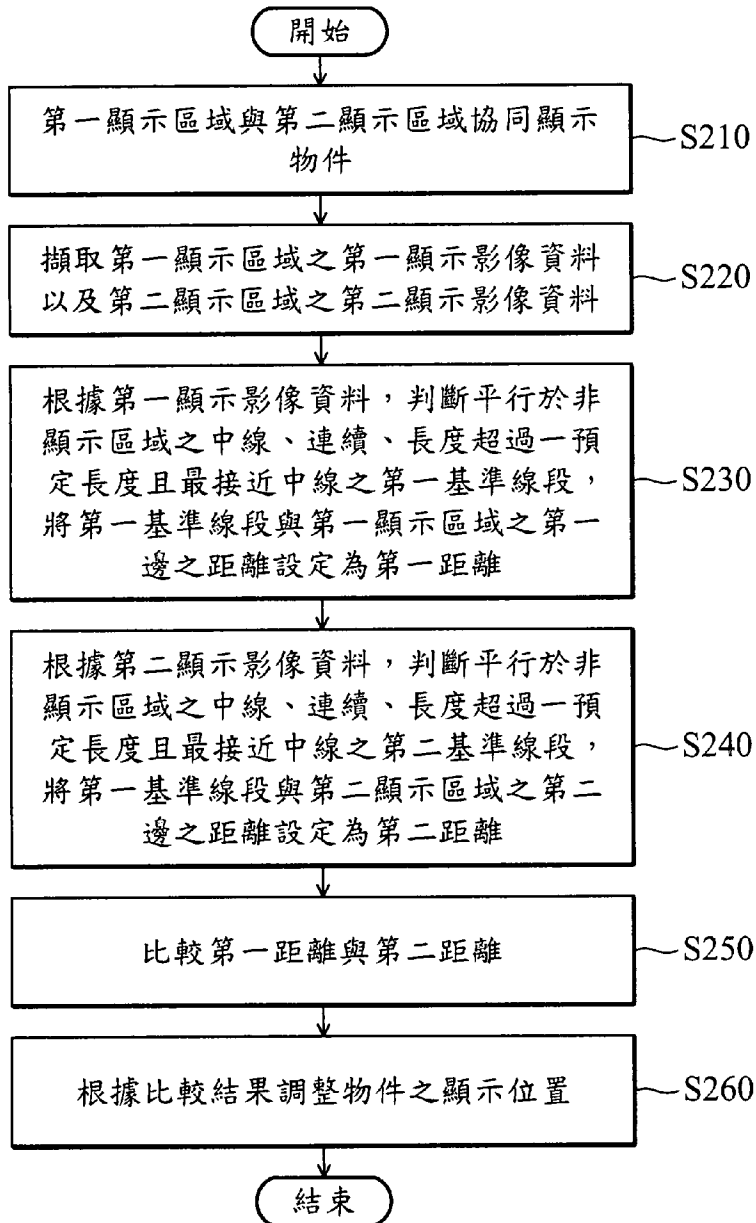 開始
第一顯示區域與第二顯示區域協同顯示
物件
S210
擷取第一顯示區域之第一顯示影像資料
以及第二顯示區域之第二顯示影像資料
S220
根據第一顯示影像資料，判斷平行於非
顯示區域之中線、連續、長度超過一預
定長度且最接近中線之第一基準線段，
將第一基準線段與第一顯示區域之第一
邊之距離設定為第一距離
S230
根據第二顯示影像資料，判斷平行於非
顯示區域之中線、連續、長度超過一預
定長度且最接近中線之第二基準線段，
將第一基準線段與第二顯示區域之第二
邊之距離設定為第二距離
S240
比較第一距離與第二距離
S250
根據比較結果調整物件之顯示位置
S260
結束